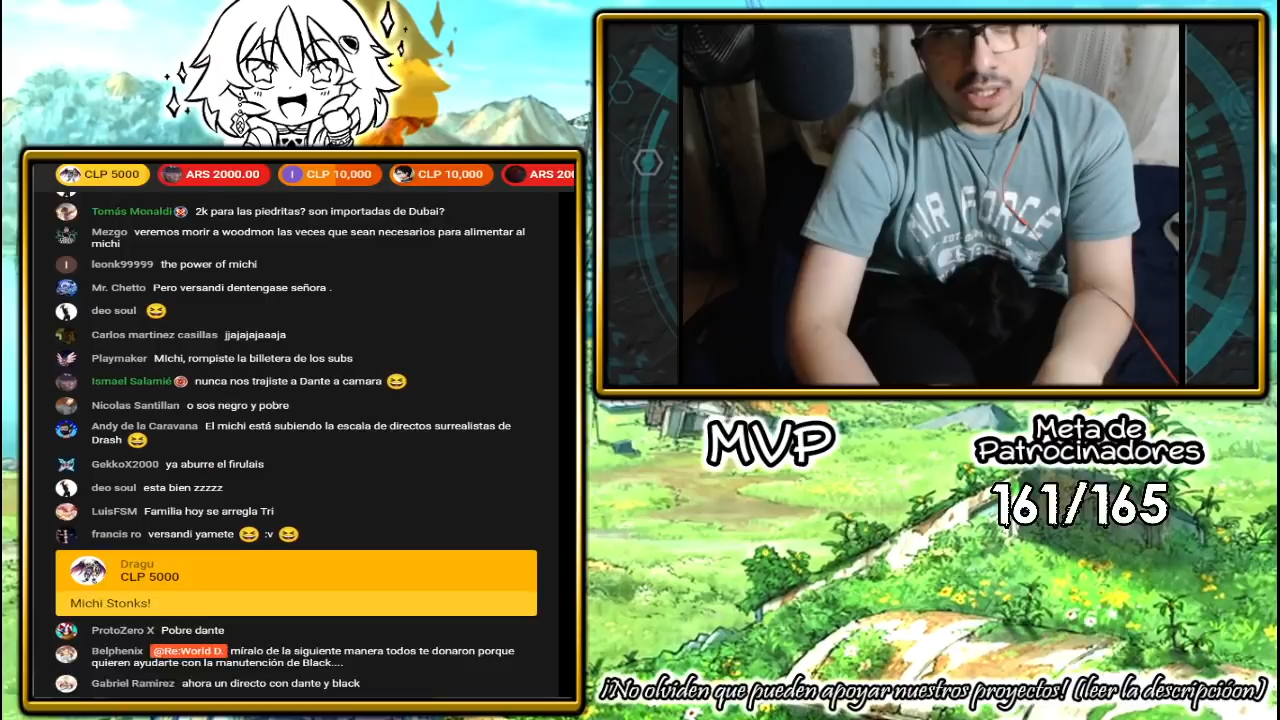 CLP 5000
ARS 2000.00
I
CLP 10,000
CLP 10,000
ARS 200
Tomás Monaldi 2k para las piedritas? son importadas de Dubai?
Mezgo veremos morir a woodmon las veces que sean necesarios para alimentar al
michi
I
leonk99999 the power of michi
Mr. Chetto Pero versandi dentengase señora .
deo soul 😆
Carlos martinez casillas jjajajajaaaja
Playmaker MIchi, rompiste la billetera de los subs
Ismael Salamié nunca nos trajiste a Dante a camara 😆
Nicolas Santillan o sos negro y pobre
Andy de la Caravana El michi está subiendo la escala de directos surrealistas de
Drash 😆
GekkoX2000 ya aburre el firulais
deo soul esta bien zzzzz
LuisFSM Familia hoy se arregla Tri
francis ro versandi yamete 😆 :v 😆
Dragu
CLP 5000
Michi Stonks!
ProtoZero X Pobre dante
Belphenix @Re:World D. míralo de la siguiente manera todos te donaron porque
quieren ayudarte con la manutención de Black....
Gabriel Ramirez ahora un directo con dante y black
AIR FORCE
MVP
Meta de
Patrocinadores
161/165
¡¡No olviden que pueden apoyar nuestros proyectos! (leer la descripcióon)